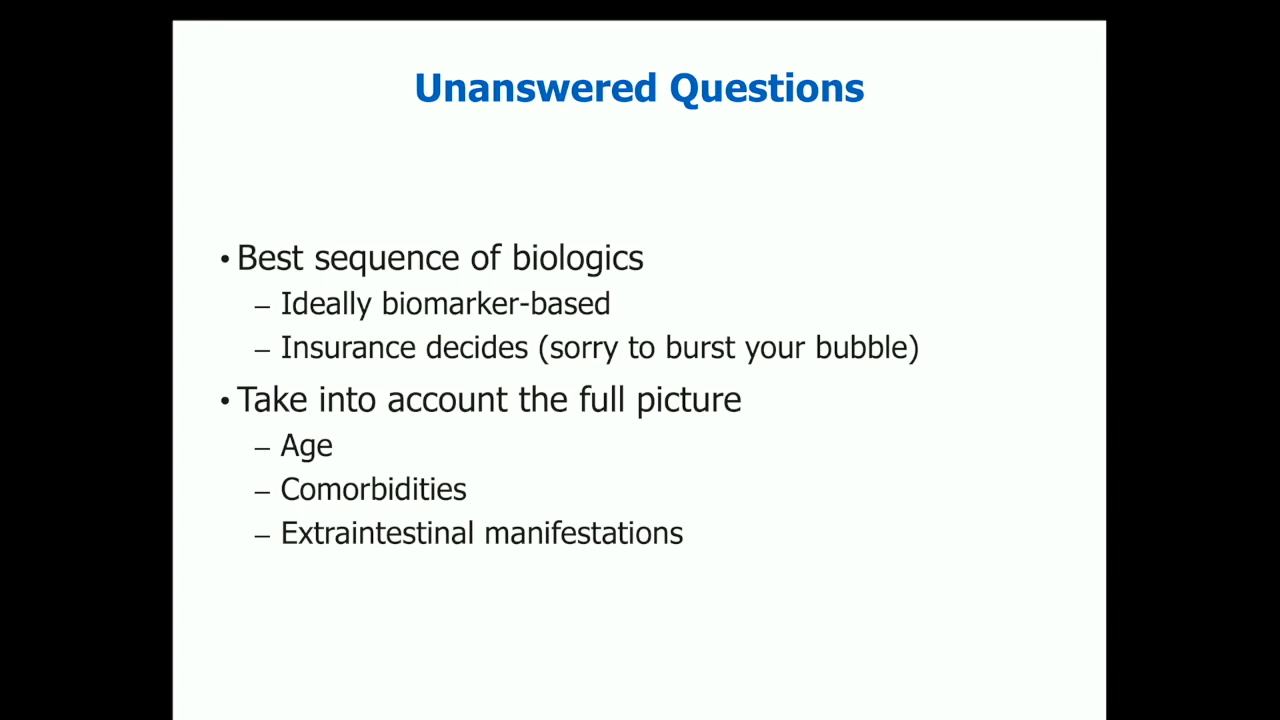 Unanswered Questions
• Best sequence of biologics
– Ideally biomarker-based
– Insurance decides (sorry to burst your bubble)
• Take into account the full picture
– Age
– Comorbidities
– Extraintestinal manifestations